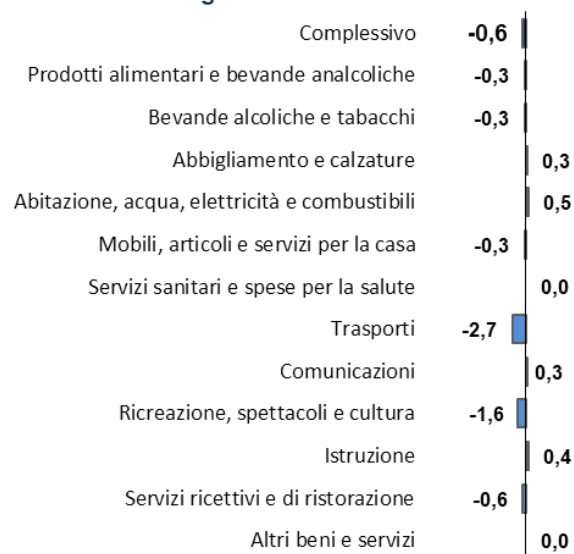 Complessivo -0,6
Prodotti alimentari e bevande analcoliche -0,3
Bevande alcoliche e tabacchi -0,3
Abbigliamento e calzature 0,3
Abitazione, acqua, elettricità e combustibili 0,5
Mobili, articoli e servizi per la casa -0,3
Servizi sanitari e spese per la salute 0,0
Trasporti -2,7
Comunicazioni 0,3
Ricreazione, spettacoli e cultura -1,6
Istruzione 0,4
Servizi ricettivi e di ristorazione -0,6
Altri beni e servizi 0,0